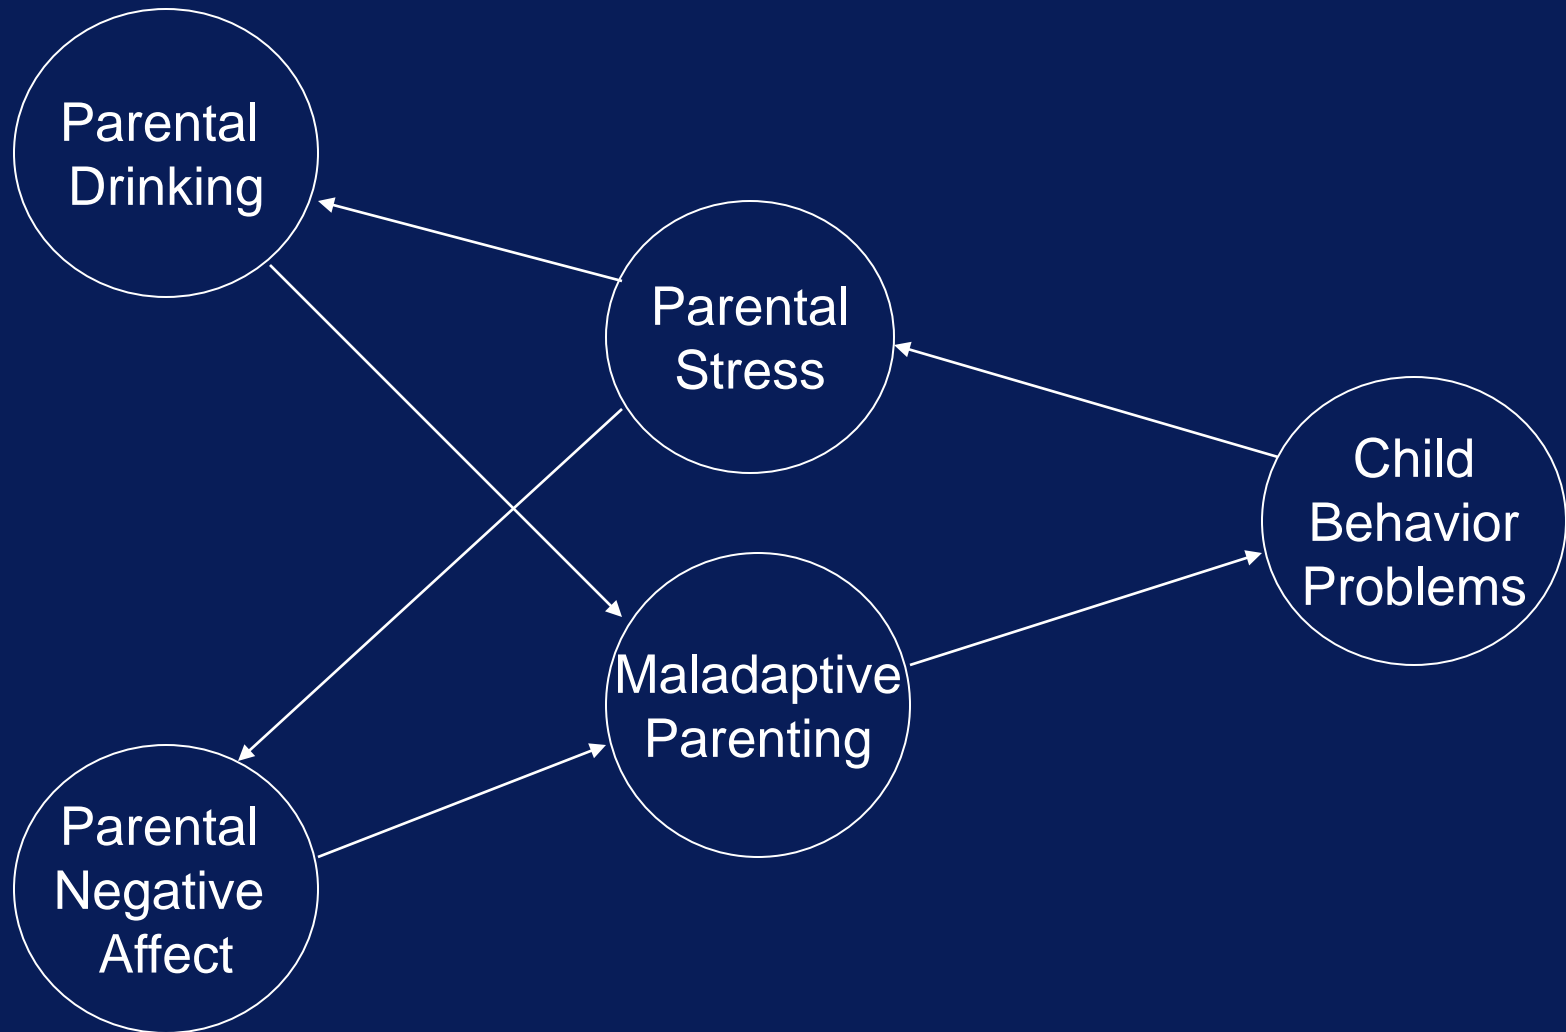 Parental
Drinking
Parental
Stress
Child
Behavior
Problems
Maladaptive
Parenting
Parental
Negative
Affect